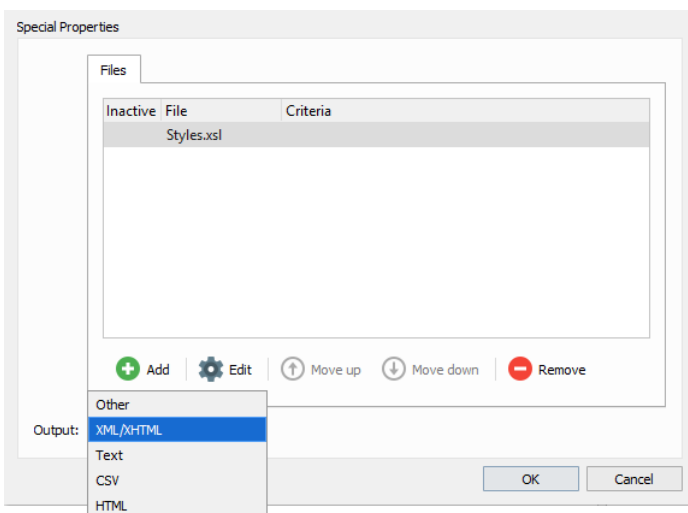 Special Properties
Files
Inactive File Criteria
Styles.xsl
Add Edit Move up Move down Remove
Other
Output: XML/XHTML
Text
CSV
OK Cancel
HTML